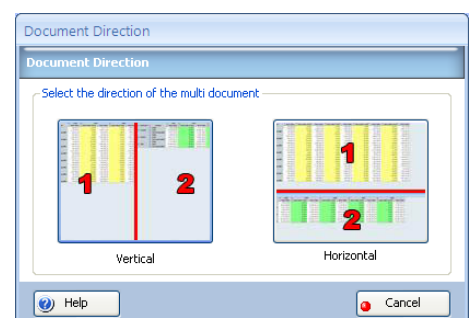 Document Direction
Document Direction
Select the direction of the multi document
1 2
1
2
Vertical Horizontal
Help Cancel